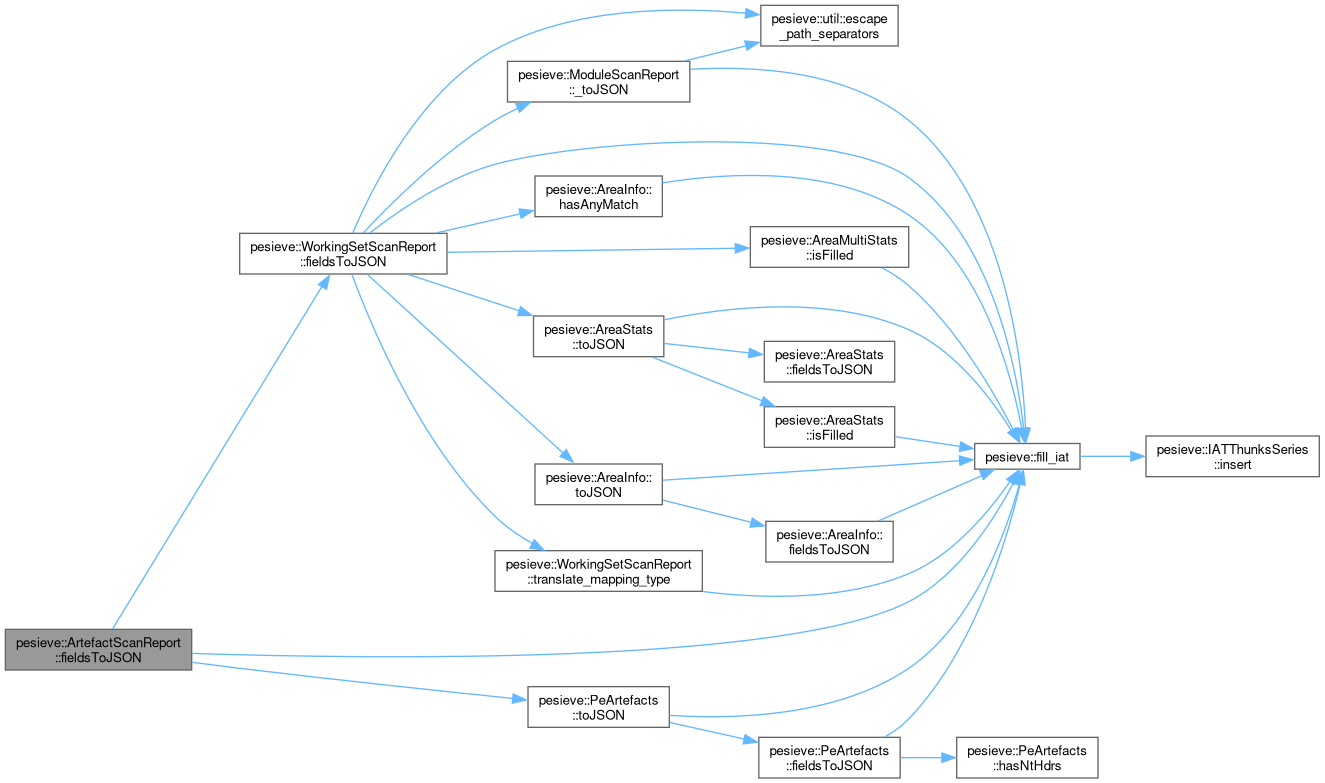 pesieve::util::escape
_path_separators
pesieve::ModuleScanReport
::_toJSON
pesieve::AreaInfo::
hasAnyMatch
pesieve::WorkingSetScanReport
::fieldsToJSON
pesieve::AreaMultiStats
::isFilled
pesieve::AreaStats
::toJSON
pesieve::AreaStats
::fieldsToJSON
pesieve::AreaStats
::isFilled
pesieve::fill_iat
pesieve::IATThunksSeries
::insert
pesieve::AreaInfo::
toJSON
pesieve::AreaInfo::
fieldsToJSON
pesieve::WorkingSetScanReport
::translate_mapping_type
pesieve::ArtefactScanReport
::fieldsToJSON
pesieve::PeArtefacts
::toJSON
pesieve::PeArtefacts
::fieldsToJSON
pesieve::PeArtefacts
::hasNtHdrs